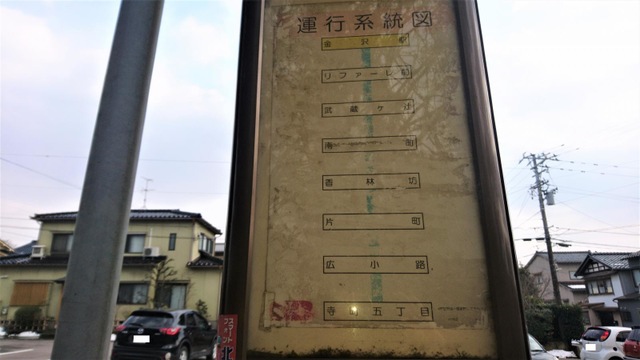 運行系統図
金沢駅
リファーレ前
武蔵ヶ辻
南町
香林坊
片町
広小路
寺町五丁目